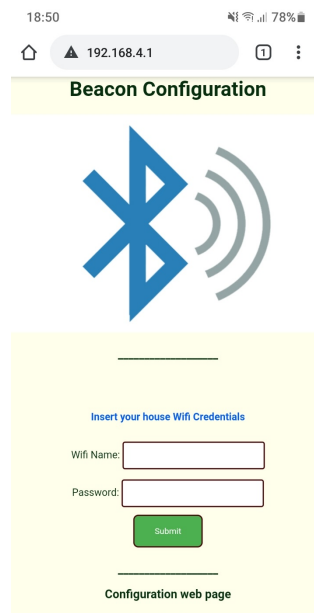 18:50
78%
192.168.4.1
1
Beacon Configuration
Insert your house Wifi Credentials
Wifi Name:
Password:
Submit
Configuration web page